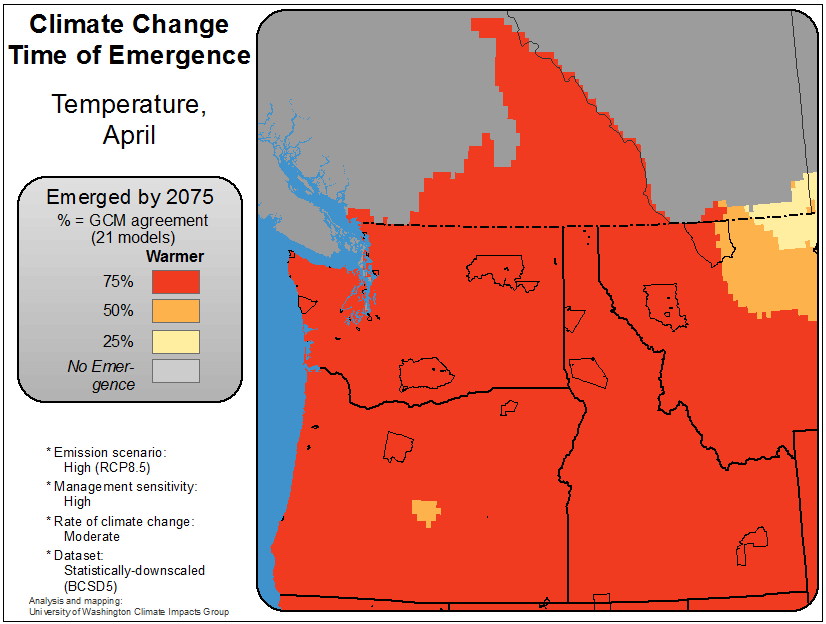 Climate Change
Time of Emergence
Temperature,
April
Emerged by 2075
% = GCM agreement
(21 models)
Warmer
75%
50%
25%
No Emer-
gence
* Emission scenario:
High (RCP8.5)
* Management sensitivity:
High
* Rate of climate change:
Moderate
* Dataset:
Statistically-downscaled
(BCSD5)
Analysis and mapping:
University of Washington Climate Impacts Group